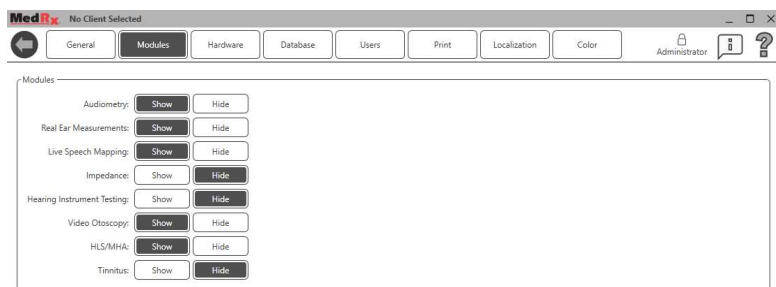 MedRx No Client Selected
General Modules Hardware Database Users Print Localization Color Administrator
Modules
Audiometry: Show Hide
Real Ear Measurements: Show Hide
Live Speech Mapping: Show Hide
Impedance: Show Hide
Hearing Instrument Testing: Show Hide
Video Otoscopy: Show Hide
HLS/MHA: Show Hide
Tinnitus: Show Hide